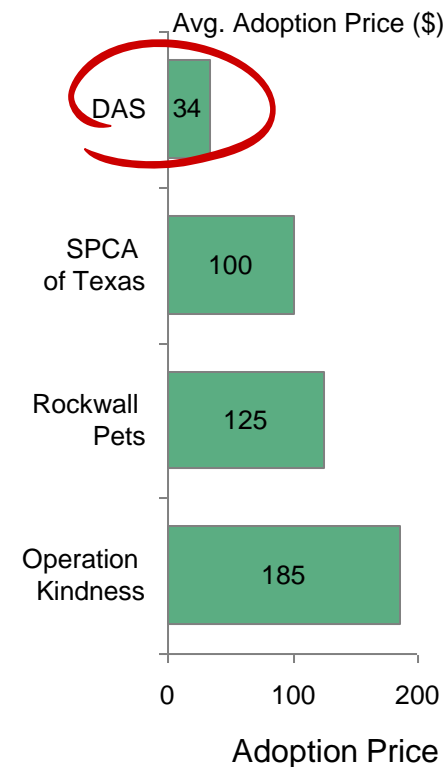 Avg. Adoption Price ($)
DAS
34
SPCA
of Texas
100
Rockwall
Pets
125
Operation
Kindness
185
0
100
200
Adoption Price